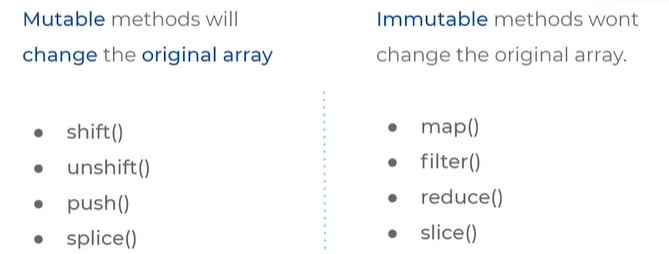 Mutable methods will
change the original array
• shift()
• unshift()
• push()
• splice()
Immutable methods wont
change the original array.
• map()
• filter()
• reduce()
• slice()